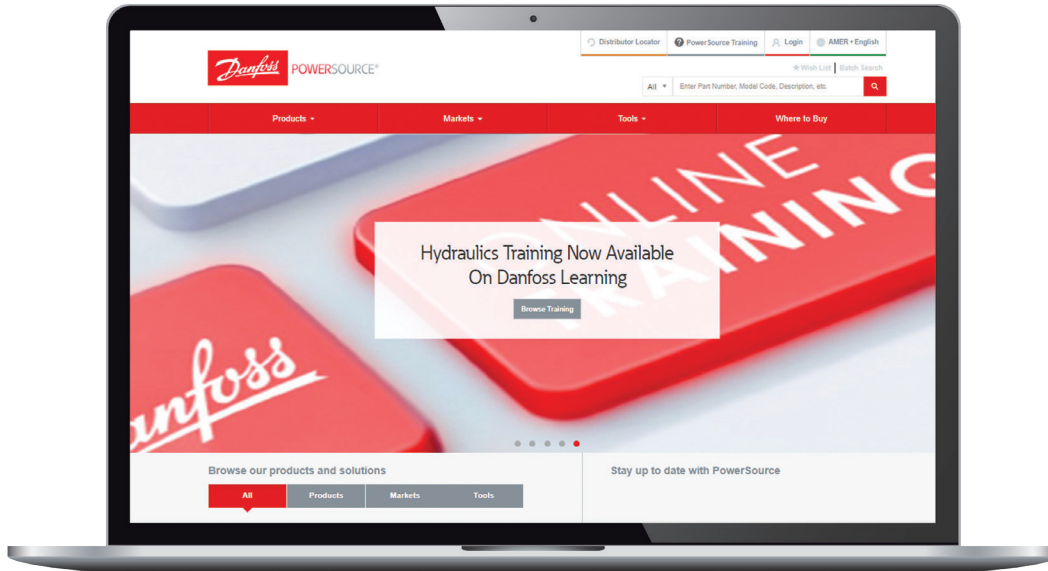 Distributor Locator
PowerSource Training
Login
AMER • English
Danfoss
POWERSOURCE®
Wish List | Batch Search
All
Enter Part Number, Model Code, Description, etc.
Products
Markets
Tools
Where to Buy
ONLINE
TRAINING
Hydraulics Training Now Available
On Danfoss Learning
Browse Training
anfoss
Browse our products and solutions
Stay up to date with PowerSource
All
Products
Markets
Tools